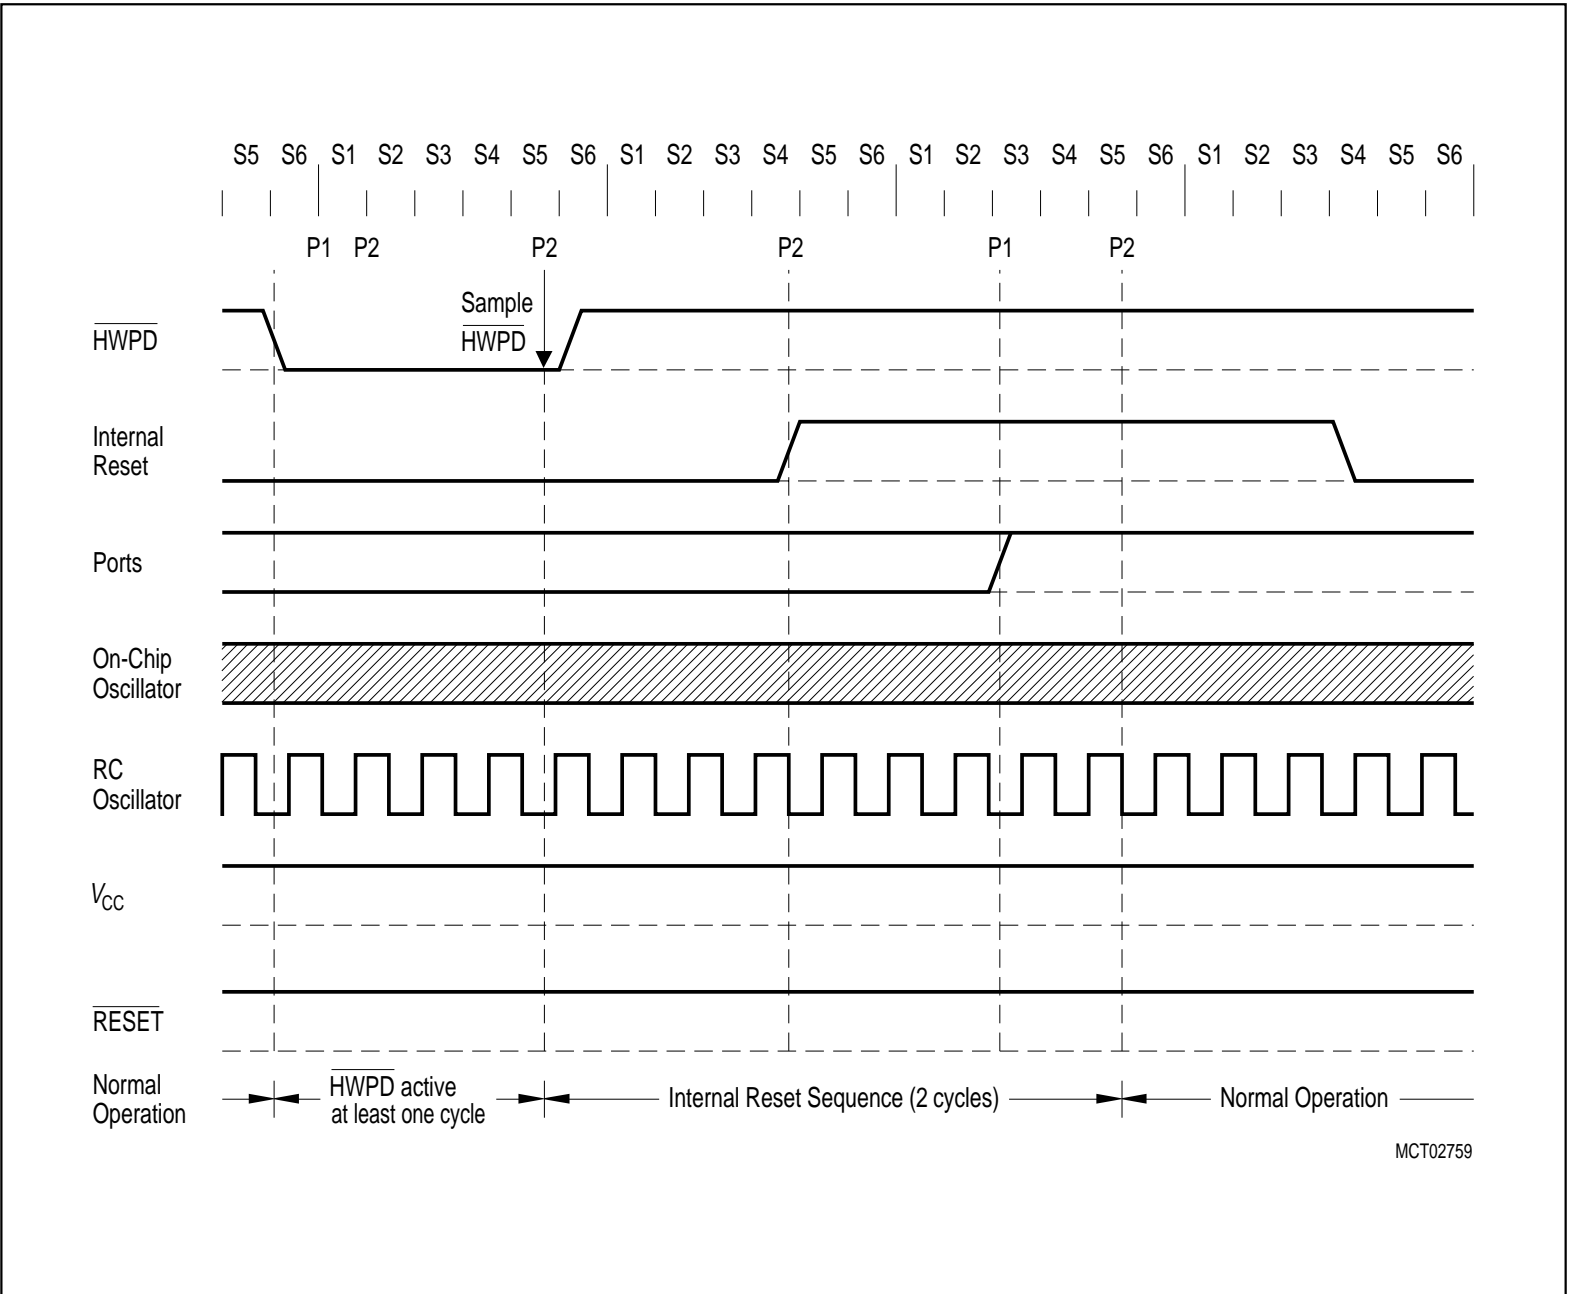 S5 S6 S1 S2 S3 S4 S5 S6 S1 S2 S3 S4 S5 S6 S1 S2 S3 S4 S5 S6 S1 S2 S3 S4 S5 S6
P1 P2 P2 P2 P1 P2
Sample
HWPD
HWPD
Internal
Reset
Ports
On-Chip
Oscillator
RC
Oscillator
VCC
RESET
Normal
Operation
HWPD active
at least one cycle
Internal Reset Sequence (2 cycles)
Normal Operation
MCT02759